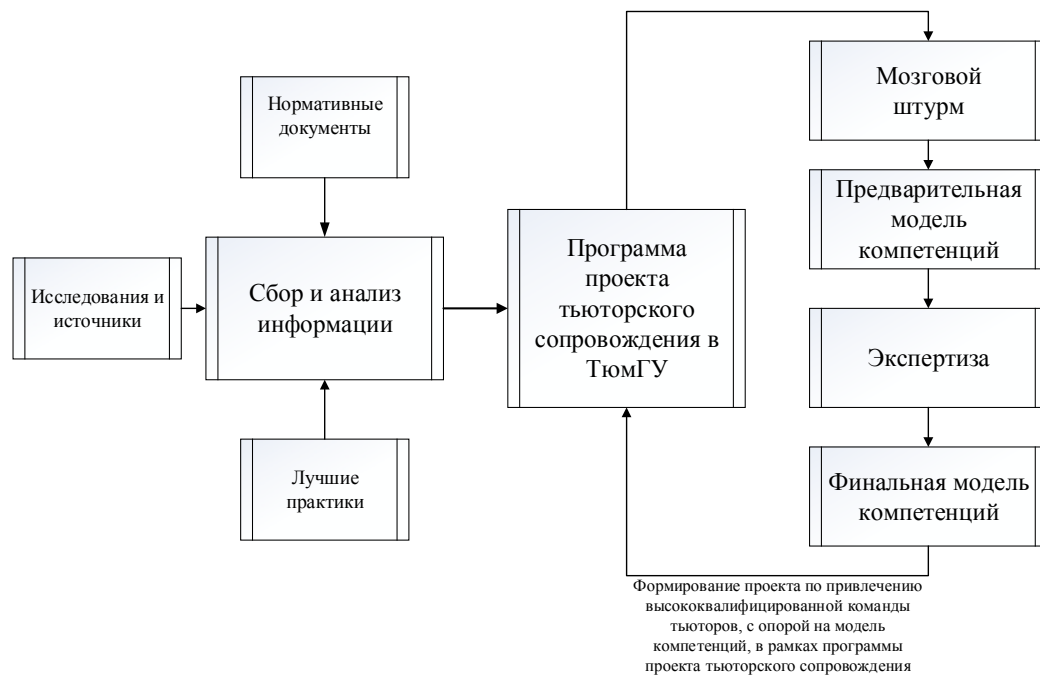 Нормативные
документы
Исследования и
источники
Сбор и анализ
информации
Лучшие
практики
Программа
проекта
тьюторского
сопровождения в
ТюмГУ
Мозговой
штурм
Предварительная
модель
компетенций
Экспертиза
Финальная модель
компетенций
Формирование проекта по привлечению
высококвалифицированной команды
тьюторов, с опорой на модель
компетенций, в рамках программы
проекта тьюторского сопровождения